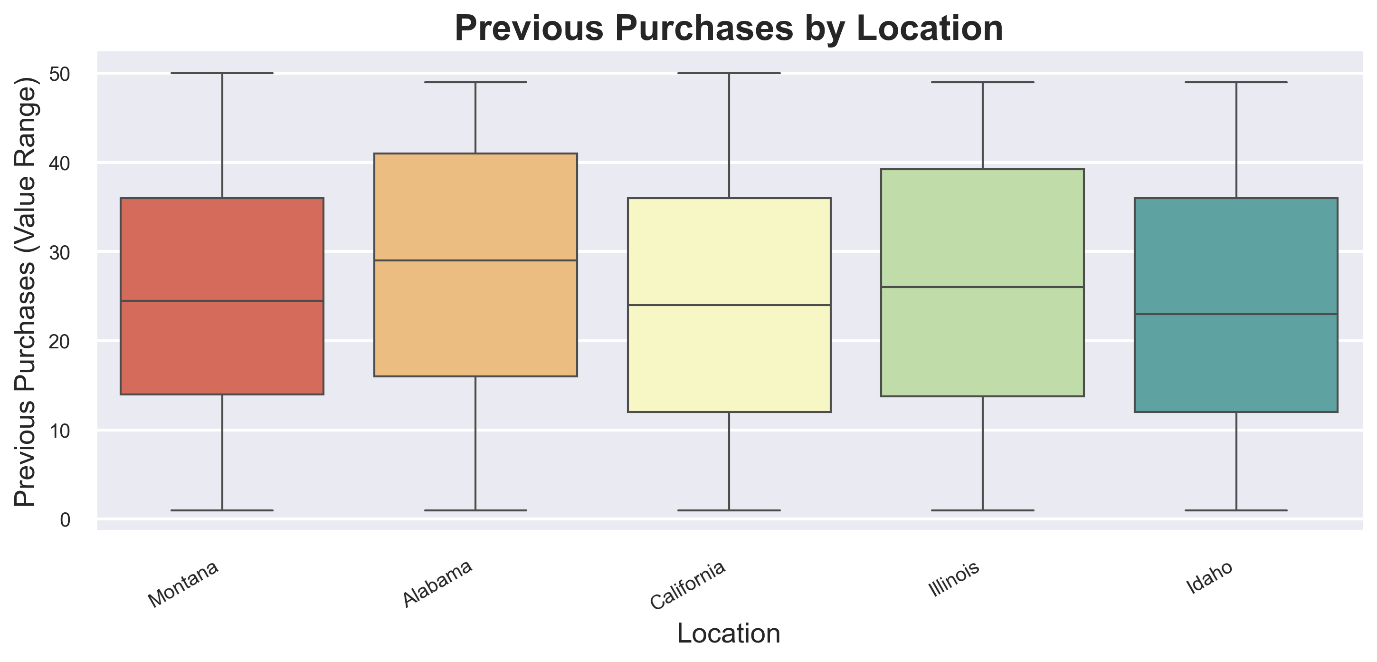 Previous Purchases by Location
Previous Purchases (Value Range)
50
40
30
20
10
0
Montana
Alabama
California
Illinois
Idaho
Location